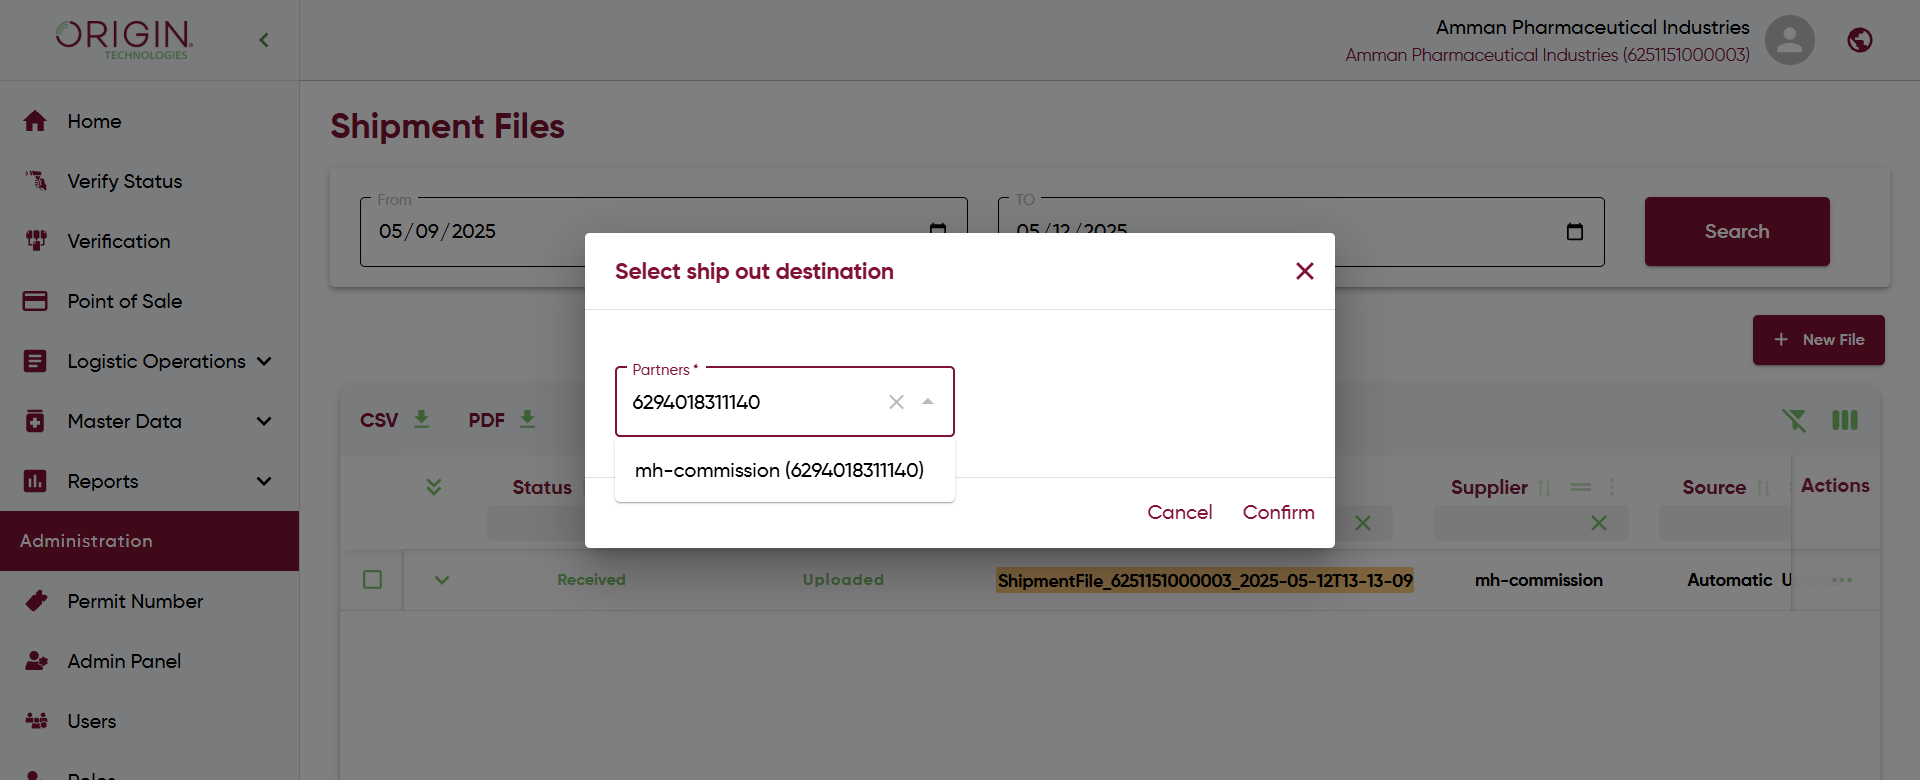 ORIGIN.
TECHNOLOGIES
Amman Pharmaceutical Industries
Amman Pharmaceutical Industries (6251151000003)
Home
Verify Status
Verification
Point of Sale
Logistic Operations
Master Data
Reports
Administration
Permit Number
Admin Panel
Users
Roles
Shipment Files
From
05/09/2025
TO
05/12/2025
Search
Select ship out destination
Partners *
6294018311140
mh-commission (6294018311140)
Cancel
Confirm
+ New File
CSV
PDF
Status
Supplier
Source
Actions
Received
Uploaded
ShipmentFile_6251151000003_2025-05-12T13-13-09
mh-commission
Automatic Upload